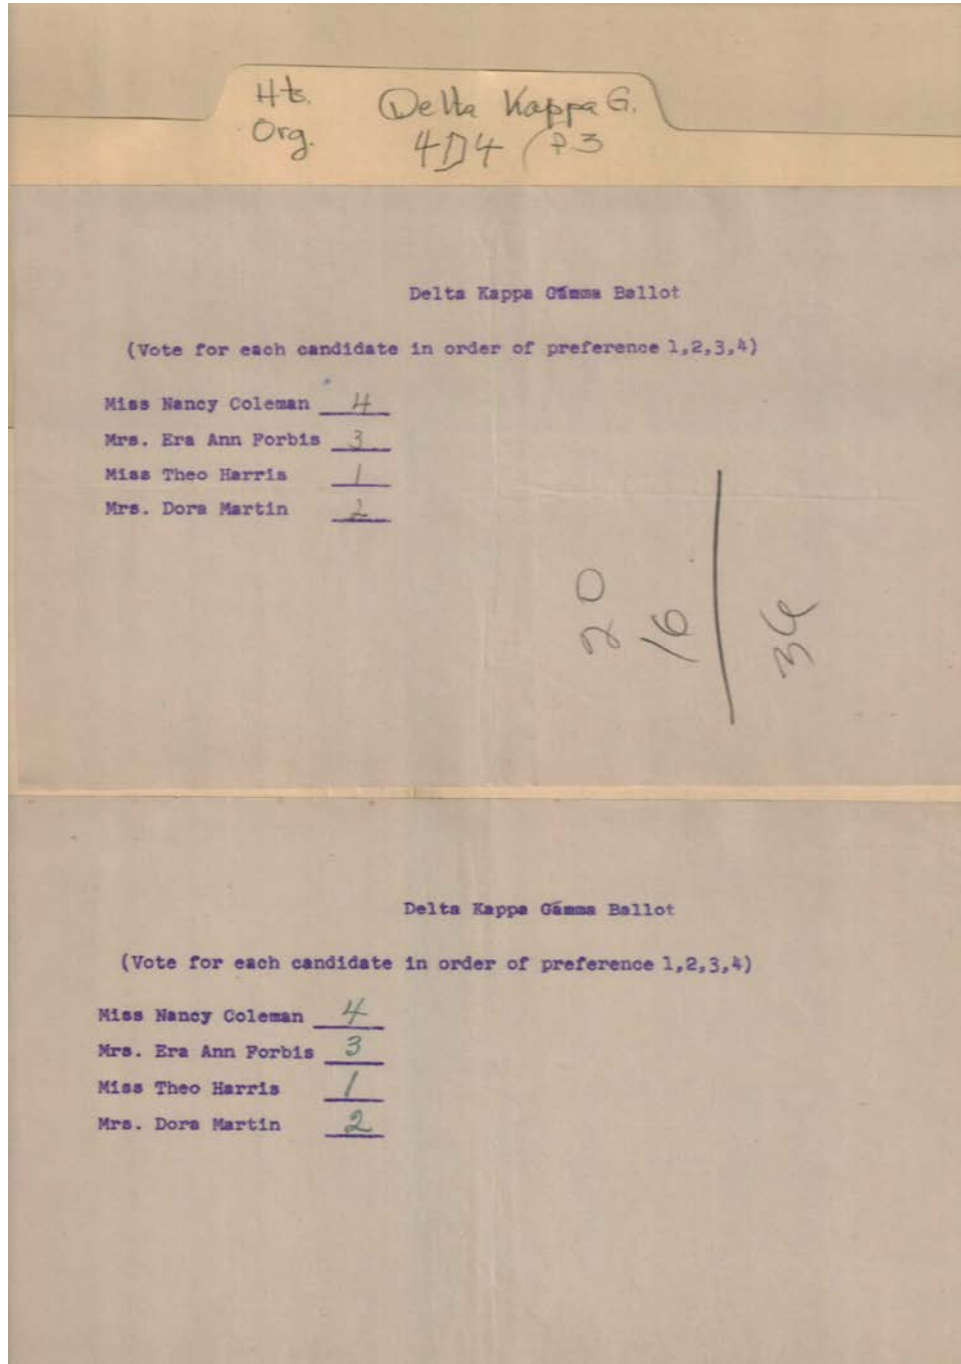 Hts. Delta Kappa G.
Org. 4D4 (P3
Delta Kappa Gamma Ballot
(Vote for each candidate in order of preference 1,2,3,4)
Miss Nancy Coleman 4
Mrs. Era Ann Forbis 3
Miss Theo Harris 1
Mrs. Dora Martin 2
20
16
36
Delta Kappa Gamma Ballot
(Vote for each candidate in order of preference 1,2,3,4)
Miss Nancy Coleman 4
Mrs. Era Ann Forbis 3
Miss Theo Harris 1
Mrs. Dora Martin 2